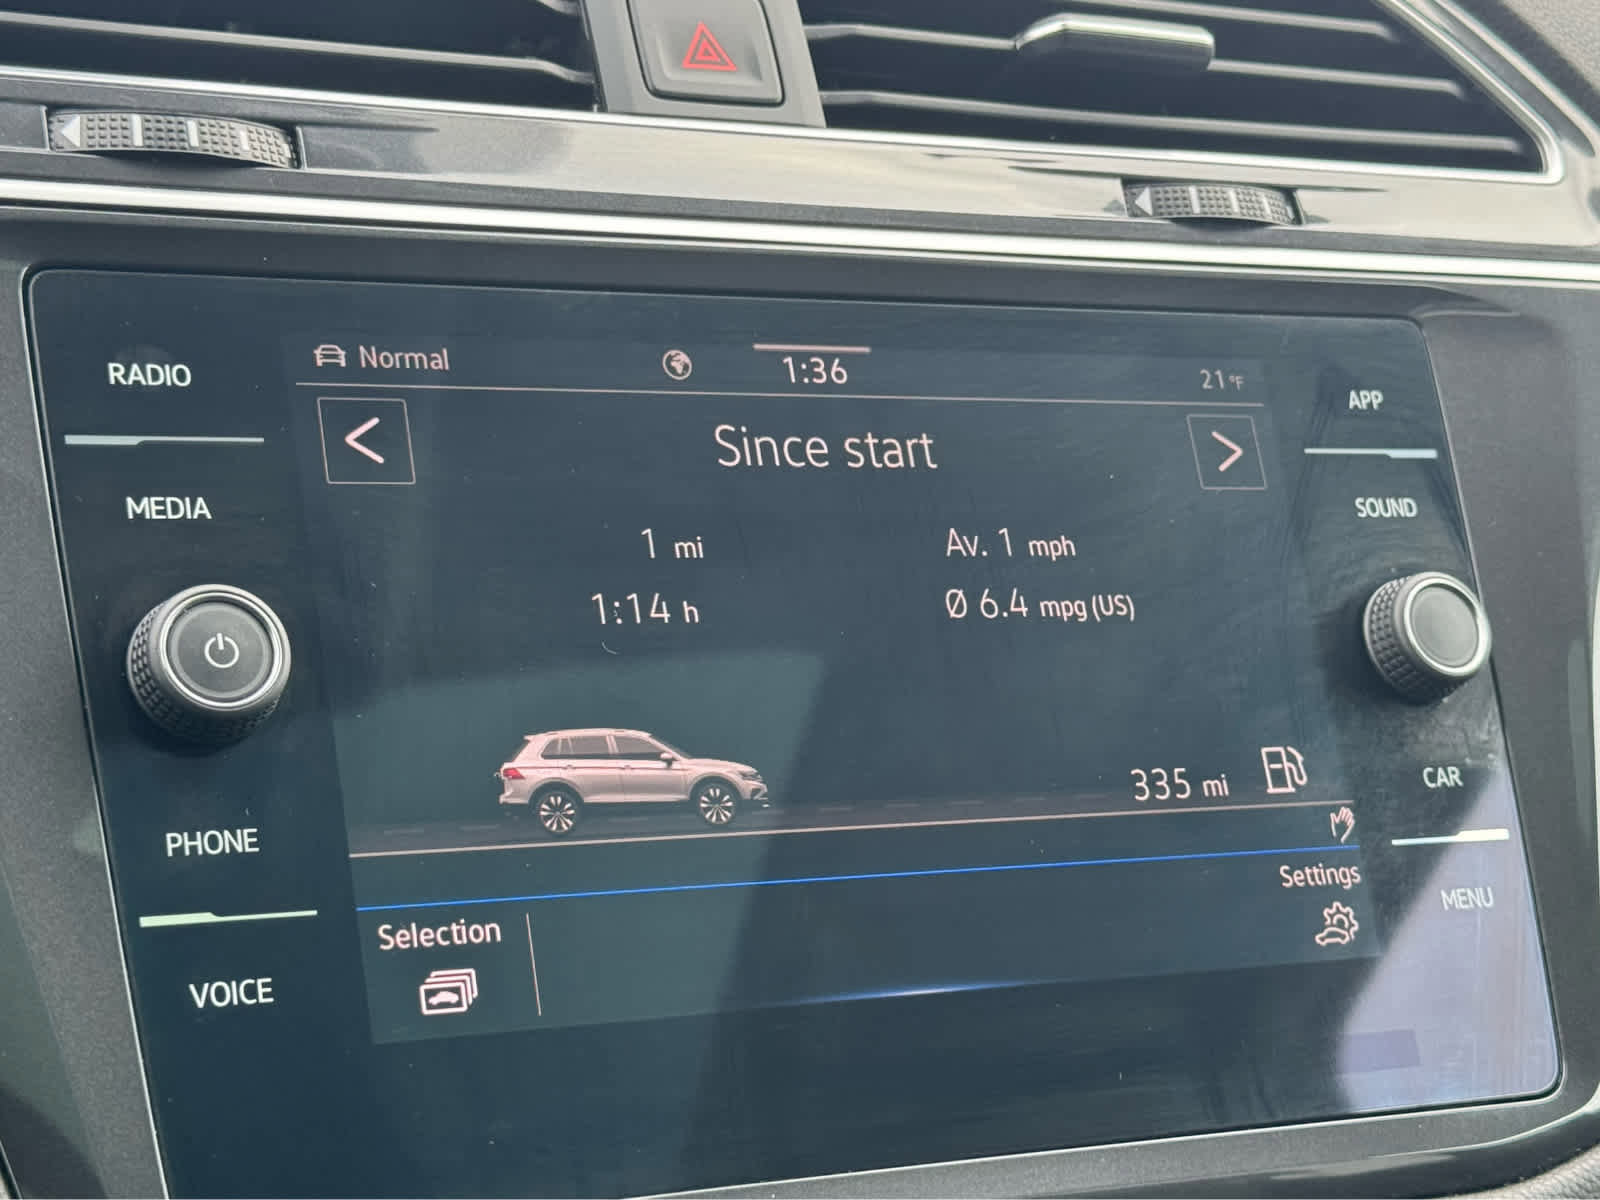 RADIO
MEDIA
PHONE
VOICE
Normal
1:36
21°F
Since start
1 mi
Av. 1 mph
1:14 h
Ø 6.4 mpg (US)
335 mi
Settings
Selection
APP
SOUND
CAR
MENU